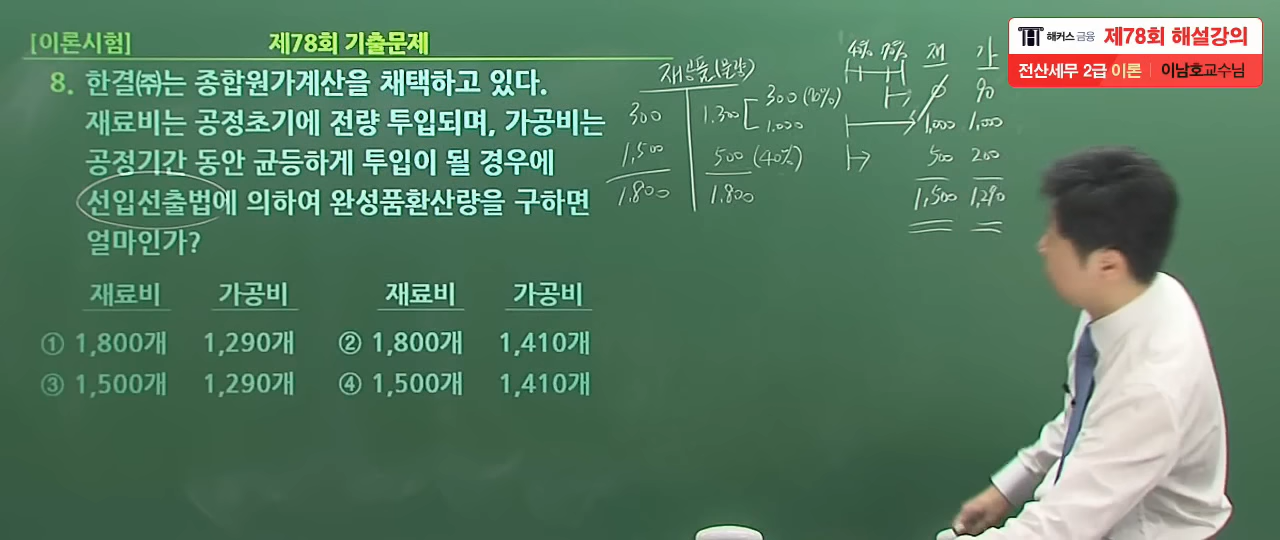 [이론시험] 제78회 기출문제
8. 한결㈜는 종합원가계산을 채택하고 있다.
재료비는 공정초기에 전량 투입되며, 가공비는
공정기간 동안 균등하게 투입이 될 경우에
선입선출법에 의하여 완성품환산량을 구하면
얼마인가?
재료비 가공비 재료비 가공비
① 1,800개 1,290개 ② 1,800개 1,410개
③ 1,500개 1,290개 ④ 1,500개 1,410개
재공품(물량)
300 1,300 300
1,000
1,500 500 (40%)
1,800 1,800
재 가
0 90
1,000 1,000
500 200
1,500 1,290
해커스 금융 제78회 해설강의
전산세무 2급 이론 | 이남호교수님